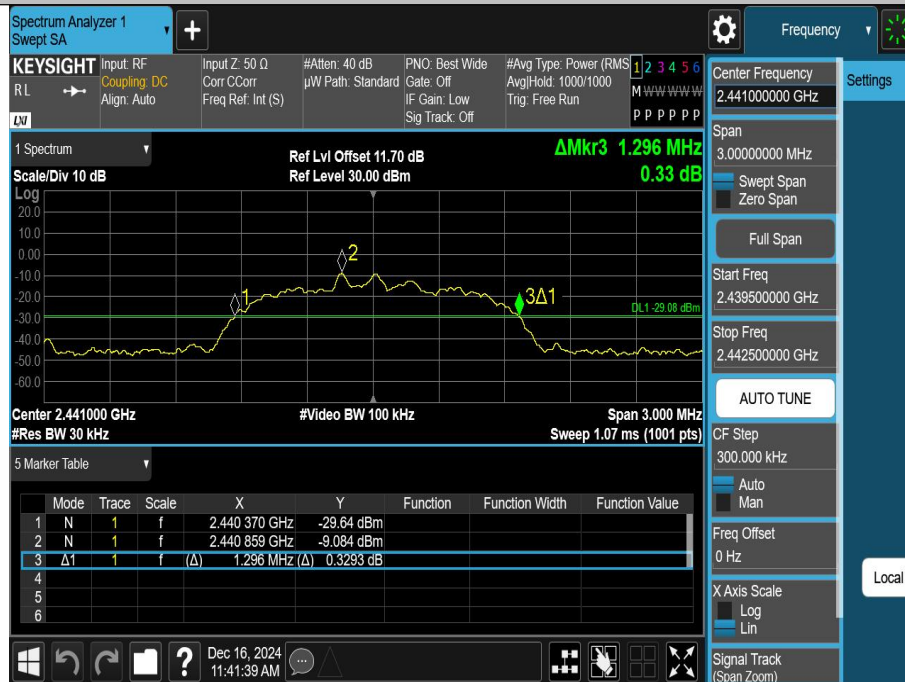 Spectrum Analyzer 1
Swept SA
Frequency
KEYSIGHT
RL
LXI
Input: RF
Coupling: DC
Align: Auto
Input Z: 50 Ω
Corr CCorr
Freq Ref: Int (S)
#Atten: 40 dB
µW Path: Standard
PNO: Best Wide
Gate: Off
IF Gain: Low
Sig Track: Off
#Avg Type: Power (RMS
Avg|Hold: 1000/1000
Trig: Free Run
1 2 3 4 5 6
M W W W W W
P P P P P P
1 Spectrum
Scale/Div 10 dB
Ref Lvl Offset 11.70 dB
Ref Level 30.00 dBm
ΔMkr3 1.296 MHz
0.33 dB
Log
20.0
10.0
0.00
-10.0
-20.0
-30.0
-40.0
-50.0
-60.0
1
2
3Δ1
DL1 -29.08 dBm
Center 2.441000 GHz
#Res BW 30 kHz
#Video BW 100 kHz
Span 3.000 MHz
Sweep 1.07 ms (1001 pts)
5 Marker Table
Mode Trace Scale X Y Function Function Width Function Value
1 N 1 f 2.440 370 GHz -29.64 dBm
2 N 1 f 2.440 859 GHz -9.084 dBm
3 Δ1 1 f (Δ) 1.296 MHz (Δ) 0.3293 dB
4
5
6
Dec 16, 2024
11:41:39 AM
Center Frequency
2.441000000 GHz
Span
3.00000000 MHz
Swept Span
Zero Span
Full Span
Start Freq
2.439500000 GHz
Stop Freq
2.442500000 GHz
AUTO TUNE
CF Step
300.000 kHz
Auto
Man
Freq Offset
0 Hz
X Axis Scale
Log
Lin
Signal Track
(Span Zoom)
Settings
Local